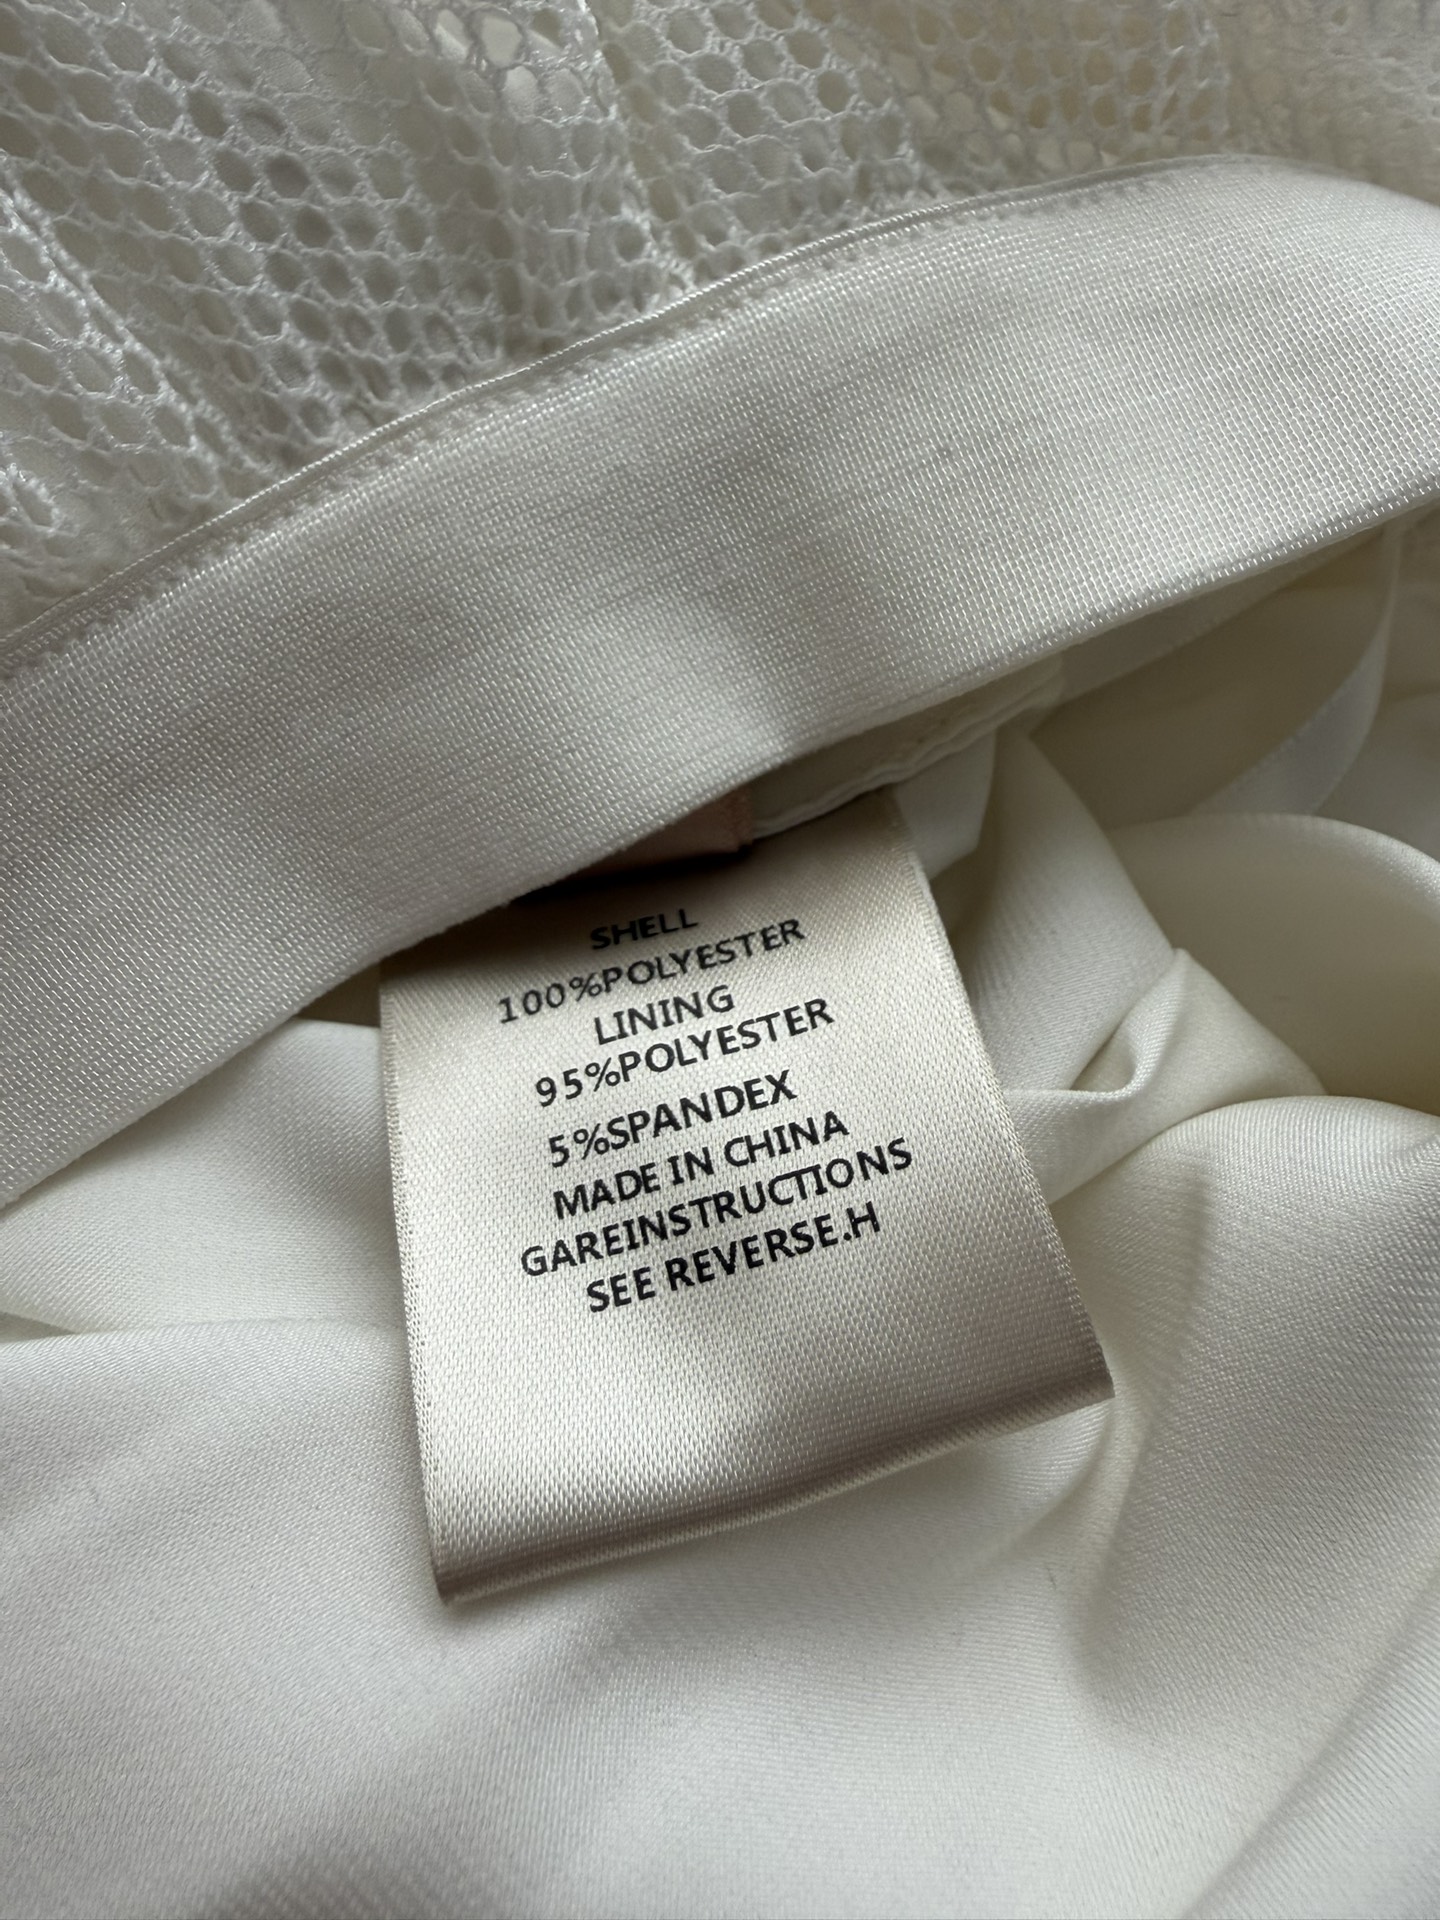 SHELL
100%POLYESTER
LINING
95%POLYESTER
5%SPANDEX
MADE IN CHINA
GAREINSTRUCTIONS
SEE REVERSE.H